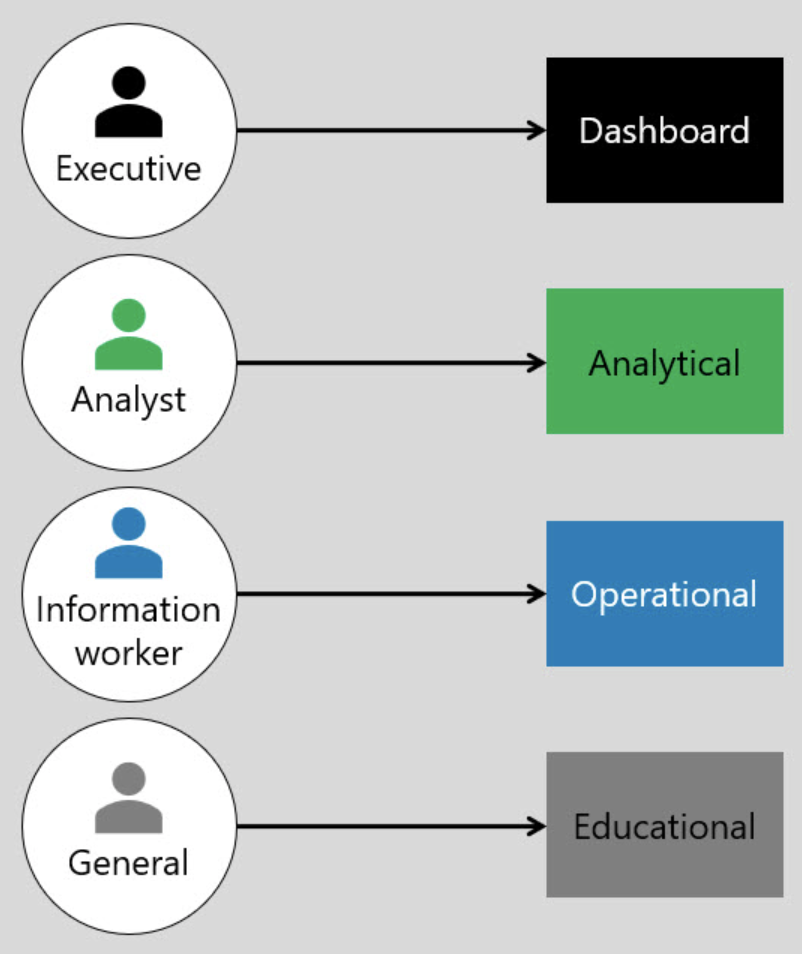 Executive
Dashboard
Analyst
Analytical
Information
worker
Operational
General
Educational